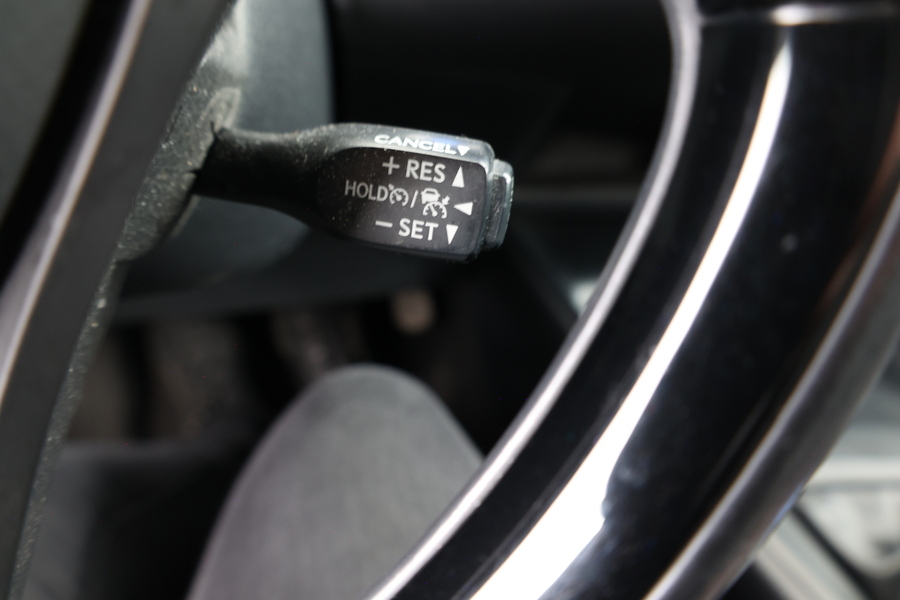 CANCEL▼
+ RES ▲
HOLD / ◀
− SET ▼